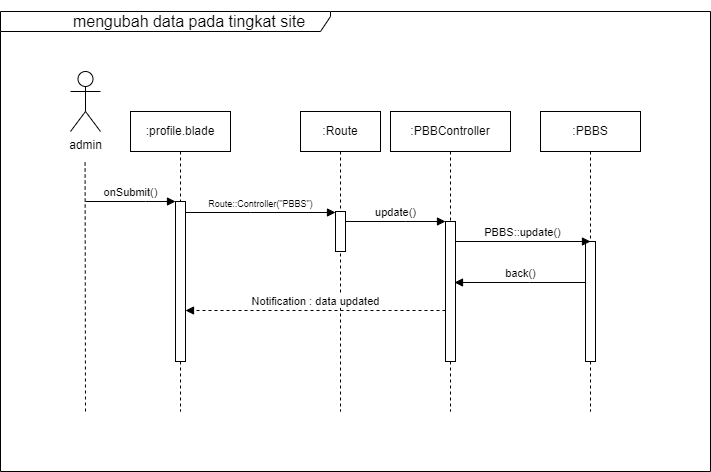 mengubah data pada tingkat site
admin
:profile.blade
:Route
:PBBController
:PBBS
onSubmit()
Route::Controller("PBBS")
update()
PBBS::update()
back()
Notification : data updated